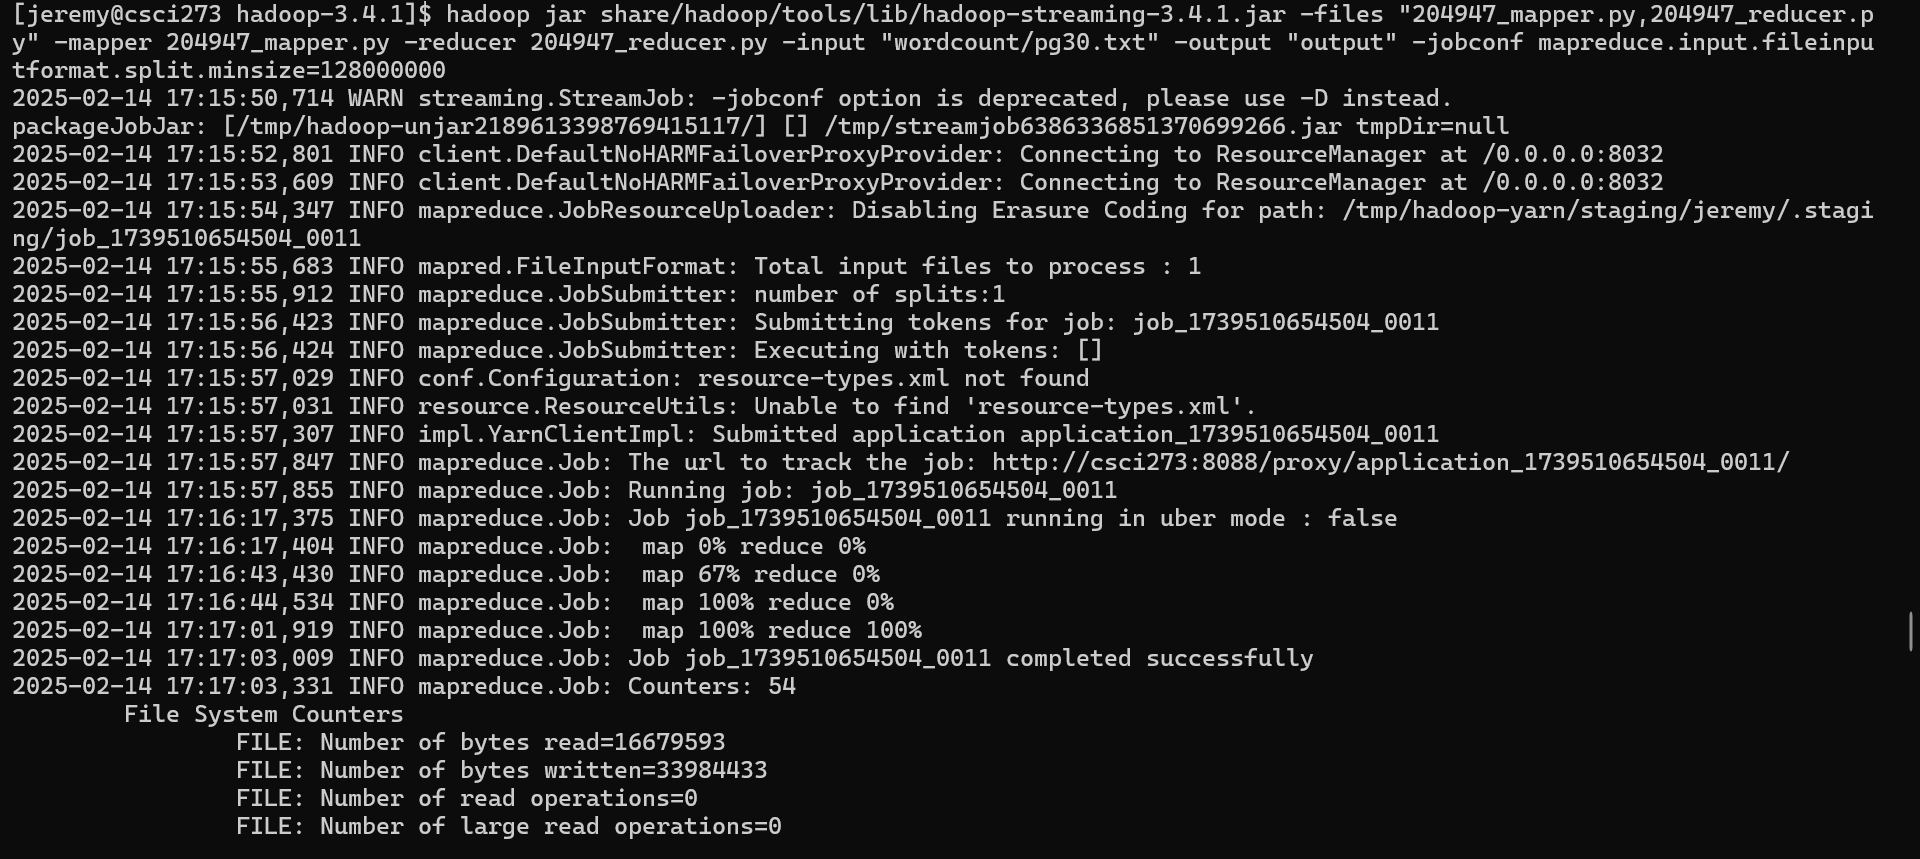 [jeremy@csci273 hadoop-3.4.1]$ hadoop jar share/hadoop/tools/lib/hadoop-streaming-3.4.1.jar -files "204947_mapper.py,204947_reducer.p
y" -mapper 204947_mapper.py -reducer 204947_reducer.py -input "wordcount/pg30.txt" -output "output" -jobconf mapreduce.input.fileinpu
tformat.split.minsize=128000000
2025-02-14 17:15:50,714 WARN streaming.StreamJob: -jobconf option is deprecated, please use -D instead.
packageJobJar: [/tmp/hadoop-unjar2189613398769415117/] [] /tmp/streamjob6386336851370699266.jar tmpDir=null
2025-02-14 17:15:52,801 INFO client.DefaultNoHARMFailoverProxyProvider: Connecting to ResourceManager at /0.0.0.0:8032
2025-02-14 17:15:53,609 INFO client.DefaultNoHARMFailoverProxyProvider: Connecting to ResourceManager at /0.0.0.0:8032
2025-02-14 17:15:54,347 INFO mapreduce.JobResourceUploader: Disabling Erasure Coding for path: /tmp/hadoop-yarn/staging/jeremy/.stagi
ng/job_1739510654504_0011
2025-02-14 17:15:55,683 INFO mapred.FileInputFormat: Total input files to process : 1
2025-02-14 17:15:55,912 INFO mapreduce.JobSubmitter: number of splits:1
2025-02-14 17:15:56,423 INFO mapreduce.JobSubmitter: Submitting tokens for job: job_1739510654504_0011
2025-02-14 17:15:56,424 INFO mapreduce.JobSubmitter: Executing with tokens: []
2025-02-14 17:15:57,029 INFO conf.Configuration: resource-types.xml not found
2025-02-14 17:15:57,031 INFO resource.ResourceUtils: Unable to find 'resource-types.xml'.
2025-02-14 17:15:57,307 INFO impl.YarnClientImpl: Submitted application application_1739510654504_0011
2025-02-14 17:15:57,847 INFO mapreduce.Job: The url to track the job: http://csci273:8088/proxy/application_1739510654504_0011/
2025-02-14 17:15:57,855 INFO mapreduce.Job: Running job: job_1739510654504_0011
2025-02-14 17:16:17,375 INFO mapreduce.Job: Job job_1739510654504_0011 running in uber mode : false
2025-02-14 17:16:17,404 INFO mapreduce.Job:  map 0% reduce 0%
2025-02-14 17:16:43,430 INFO mapreduce.Job:  map 67% reduce 0%
2025-02-14 17:16:44,534 INFO mapreduce.Job:  map 100% reduce 0%
2025-02-14 17:17:01,919 INFO mapreduce.Job:  map 100% reduce 100%
2025-02-14 17:17:03,009 INFO mapreduce.Job: Job job_1739510654504_0011 completed successfully
2025-02-14 17:17:03,331 INFO mapreduce.Job: Counters: 54
File System Counters
FILE: Number of bytes read=16679593
FILE: Number of bytes written=33984433
FILE: Number of read operations=0
FILE: Number of large read operations=0